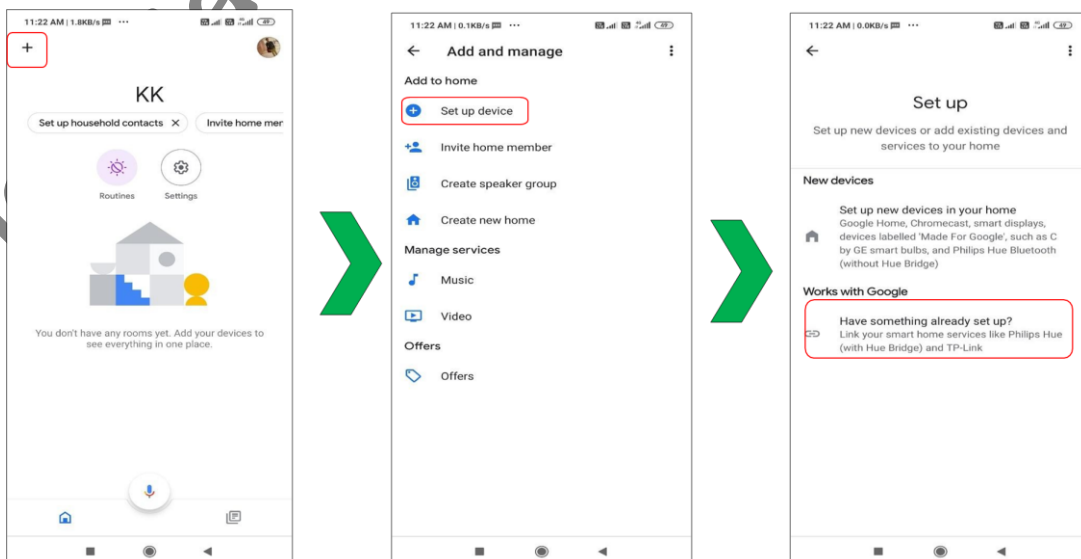 11:22 AM | 1.8KB/s
+
KK
Set up household contacts X
Invite home mer
Routines
Settings
You don't have any rooms yet. Add your devices to
see everything in one place.
11:22 AM | 0.1KB/s
Add and manage
Add to home
Set up device
Invite home member
Create speaker group
Create new home
Manage services
Music
Video
Offers
Offers
11:22 AM | 0.0KB/s
Set up
Set up new devices or add existing devices and
services to your home
New devices
Set up new devices in your home
Google Home, Chromecast, smart displays,
devices labelled 'Made For Google', such as C
by GE smart bulbs, and Philips Hue Bluetooth
(without Hue Bridge)
Works with Google
Have something already set up?
Link your smart home services like Philips Hue
(with Hue Bridge) and TP-Link